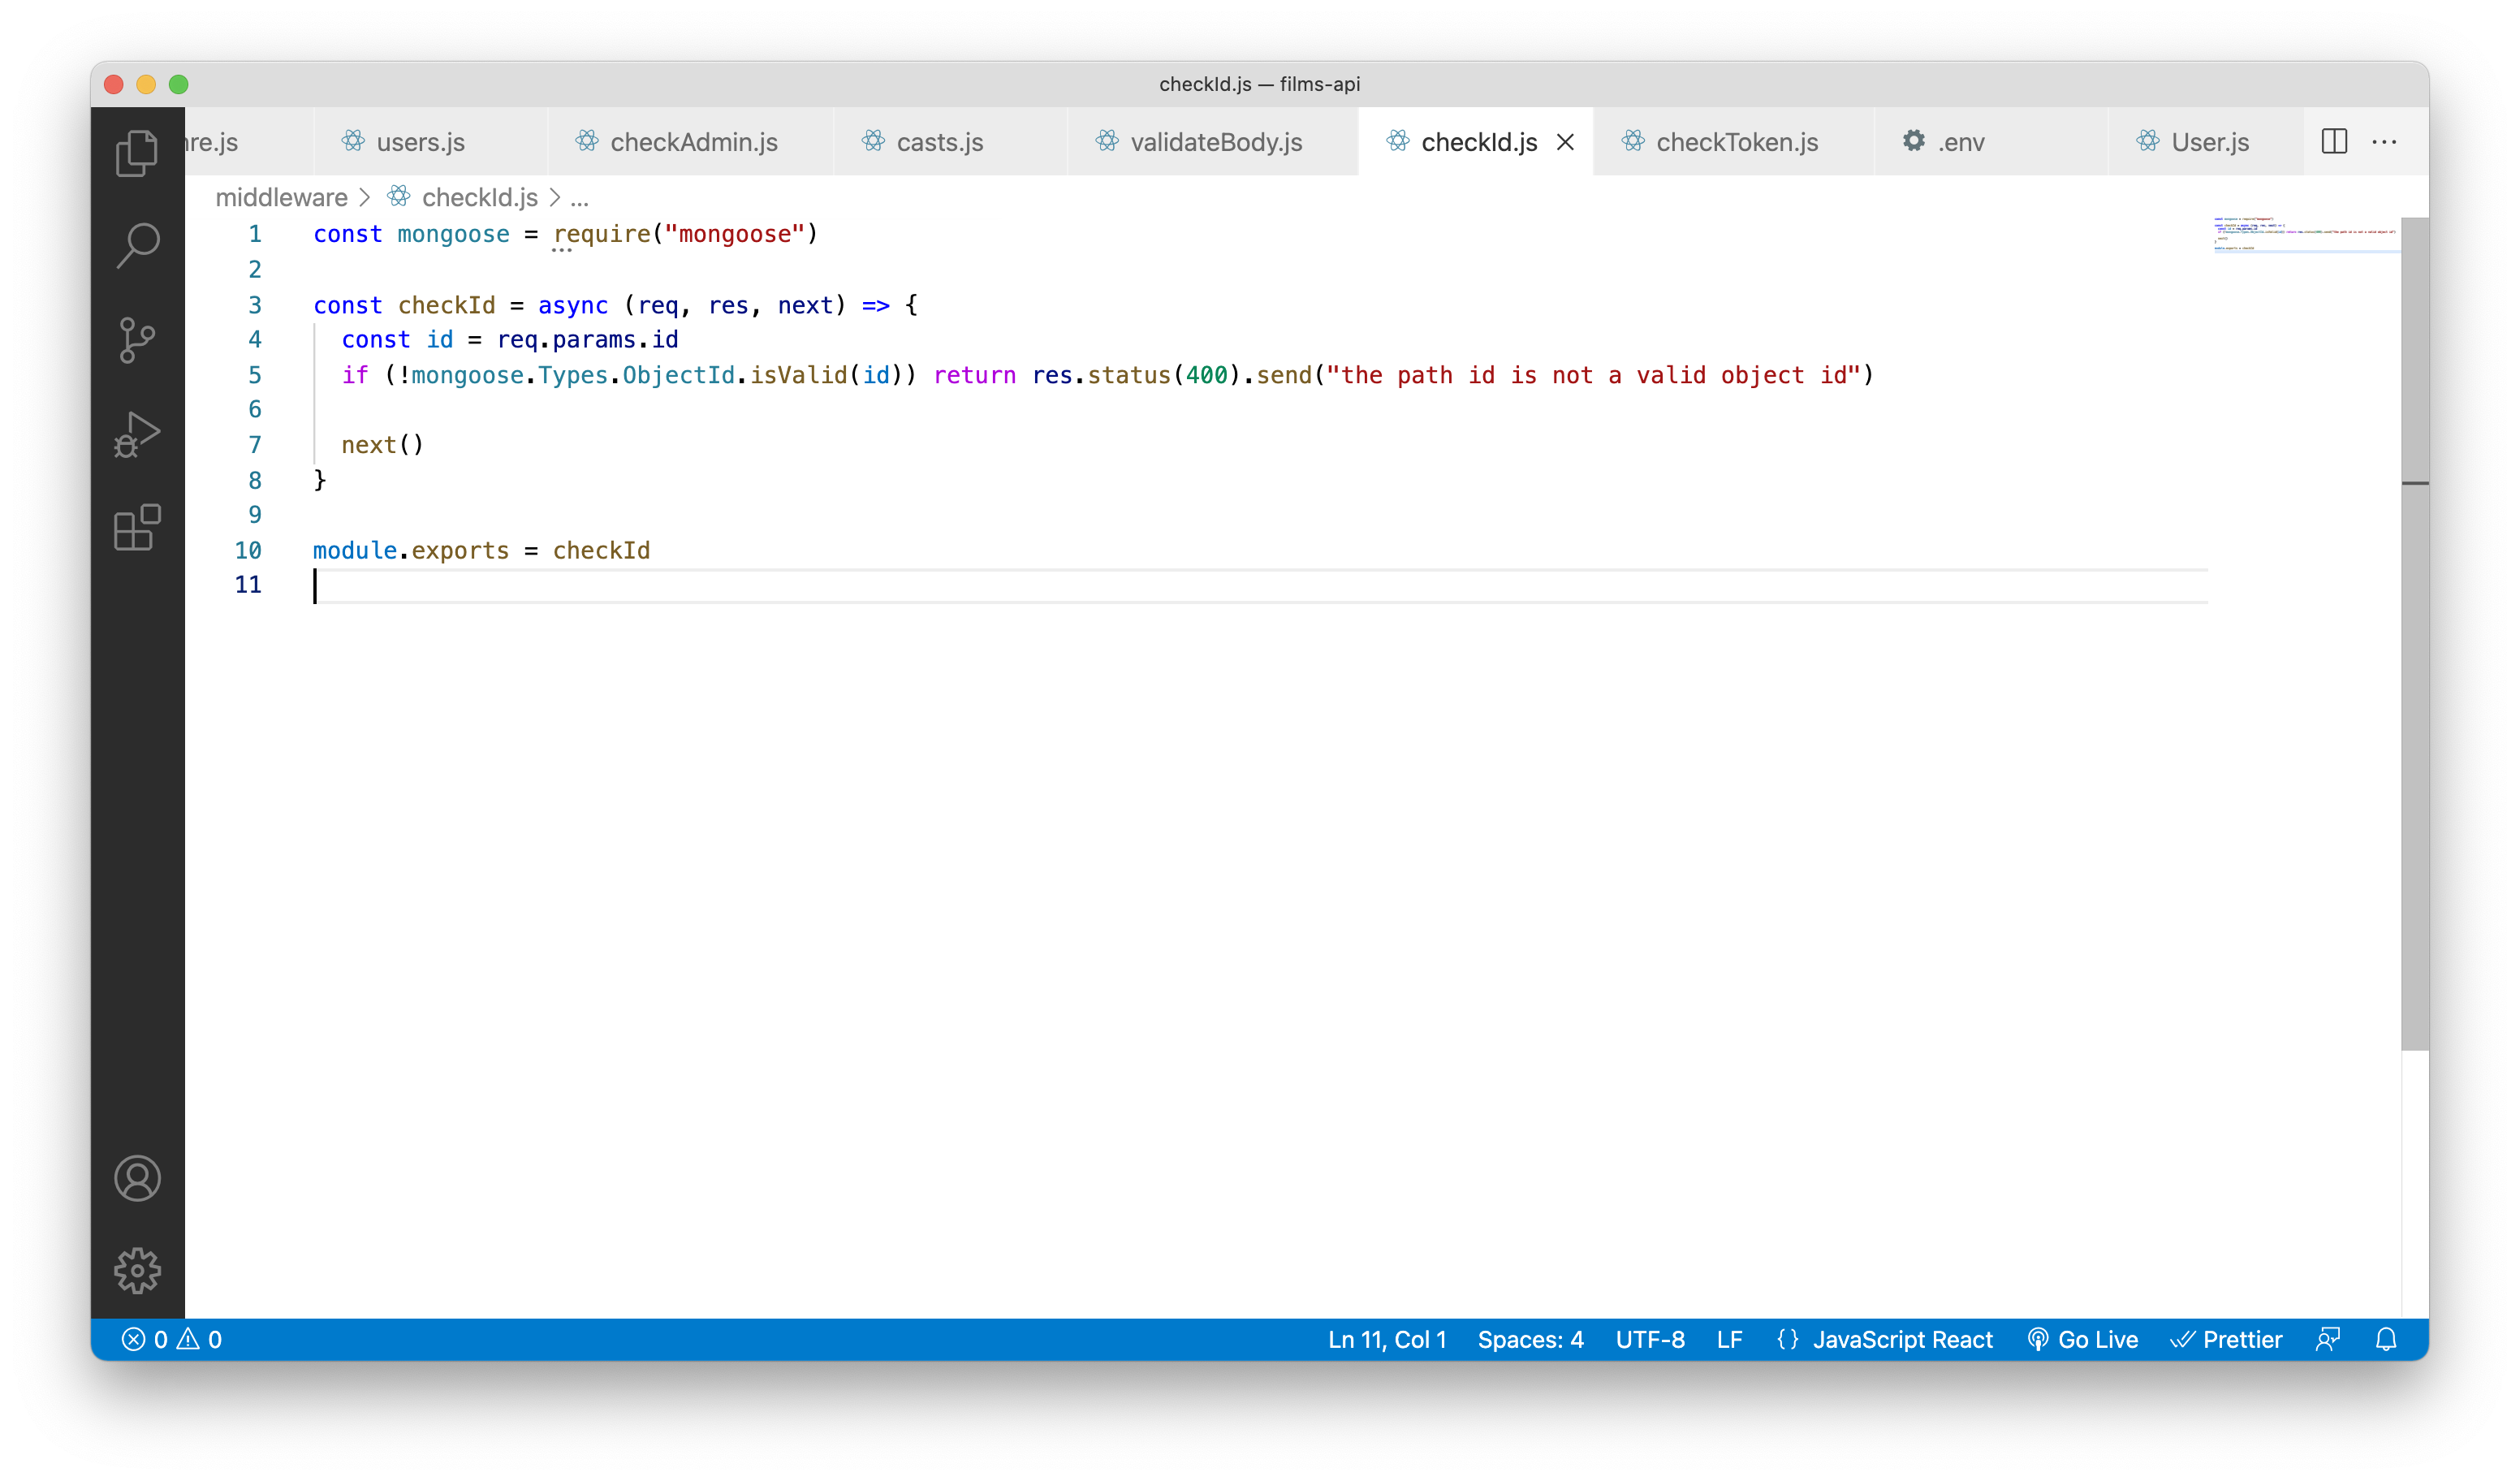 checkId.js — films-api
re.js users.js checkAdmin.js casts.js validateBody.js checkId.js checkToken.js .env User.js ...
middleware > checkId.js > ...
1 const mongoose = require("mongoose")
2
3 const checkId = async (req, res, next) => {
4 const id = req.params.id
5 if (!mongoose.Types.ObjectId.isValid(id)) return res.status(400).send("the path id is not a valid object id")
6
7 next()
8 }
9
10 module.exports = checkId
11
0 0 Ln 11, Col 1 Spaces: 4 UTF-8 LF {} JavaScript React Go Live Prettier